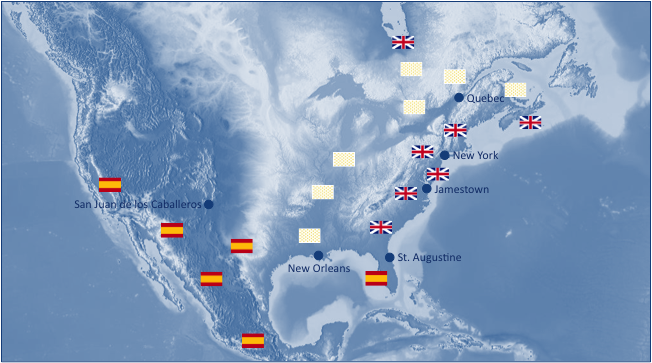 Quebec
New York
Jamestown
San Juan de los Caballeros
St. Augustine
New Orleans